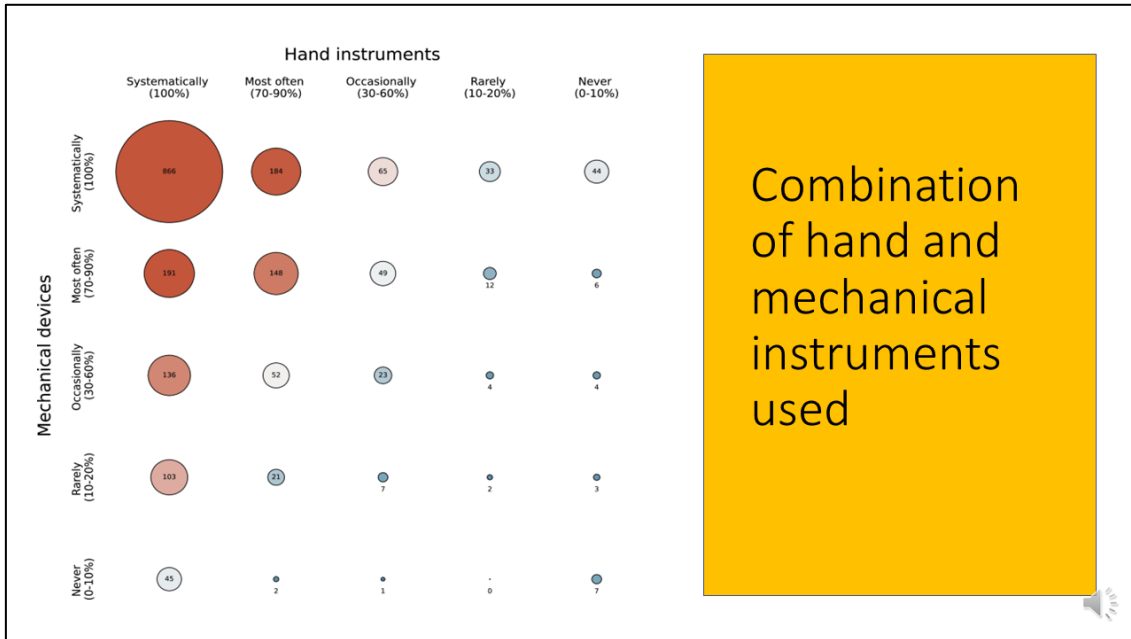 Hand instruments
Systematically
(100%)
Most often
(70-90%)
Occasionally
(30-60%)
Rarely
(10-20%)
Never
(0-10%)
Mechanical devices
Systematically
(100%)
866
184
65
33
44
Most often
(70-90%)
191
148
49
12
6
Occasionally
(30-60%)
136
52
23
4
4
Rarely
(10-20%)
103
21
7
2
3
Never
(0-10%)
45
2
1
0
7
Combination
of hand and
mechanical
instruments
used